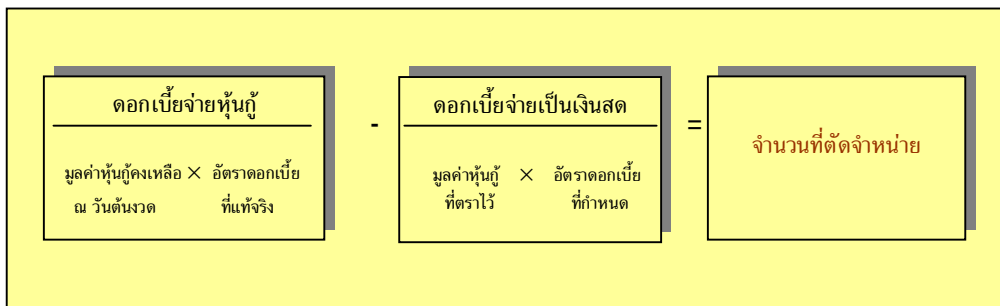 ดอกเบี้ยจ่ายหุ้นกู้
มูลค่าหุ้นกู้คงเหลือ × อัตราดอกเบี้ย
ณ วันต้นงวด ที่แท้จริง
-
ดอกเบี้ยจ่ายเป็นเงินสด
มูลค่าหุ้นกู้ × อัตราดอกเบี้ย
ที่ตราไว้ ที่กำหนด
=
จำนวนที่ตัดจำหน่าย